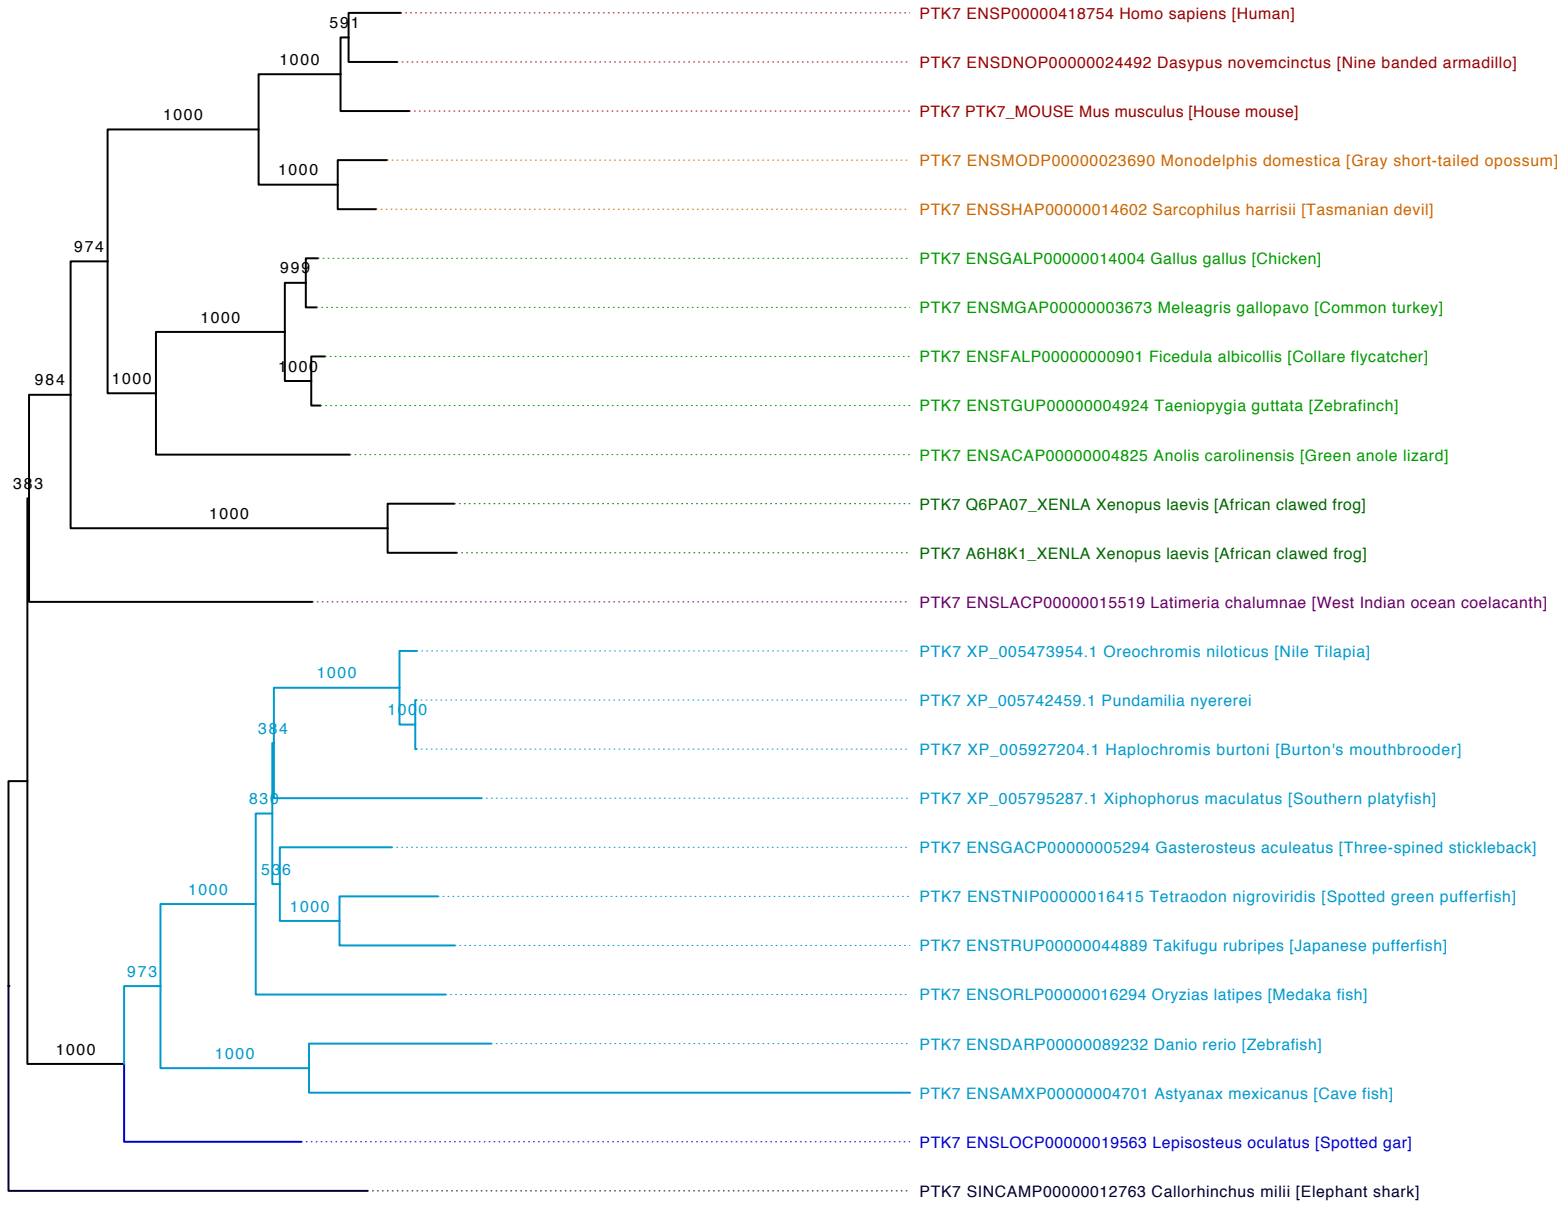 PTK7 ENSP00000418754 Homo sapiens [Human]
591
1000
PTK7 ENSDNOP00000024492 Dasypus novemcinctus [Nine banded armadillo]
1000
PTK7 PTK7_MOUSE Mus musculus [House mouse]
PTK7 ENSMODP00000023690 Monodelphis domestica [Gray short-tailed opossum]
1000
PTK7 ENSSHAP00000014602 Sarcophilus harrisii [Tasmanian devil]
974
PTK7 ENSGALP00000014004 Gallus gallus [Chicken]
999
PTK7 ENSMGAP00000003673 Meleagris gallopavo [Common turkey]
1000
PTK7 ENSFALP00000000901 Ficedula albicollis [Collare flycatcher]
1000
984
1000
PTK7 ENSTGUP00000004924 Taeniopygia guttata [Zebrafinch]
PTK7 ENSACAP00000004825 Anolis carolinensis [Green anole lizard]
383
PTK7 Q6PA07_XENLA Xenopus laevis [African clawed frog]
1000
PTK7 A6H8K1_XENLA Xenopus laevis [African clawed frog]
PTK7 ENSLACP00000015519 Latimeria chalumnae [West Indian ocean coelacanth]
PTK7 XP_005473954.1 Oreochromis niloticus [Nile Tilapia]
1000
PTK7 XP_005742459.1 Pundamilia nyererei
1000
384
PTK7 XP_005927204.1 Haplochromis burtoni [Burton's mouthbrooder]
830
PTK7 XP_005795287.1 Xiphophorus maculatus [Southern platyfish]
PTK7 ENSGACP00000005294 Gasterosteus aculeatus [Three-spined stickleback]
536
1000
PTK7 ENSTNIP00000016415 Tetraodon nigroviridis [Spotted green pufferfish]
1000
PTK7 ENSTRUP00000044889 Takifugu rubripes [Japanese pufferfish]
973
PTK7 ENSORLP00000016294 Oryzias latipes [Medaka fish]
1000
1000
PTK7 ENSDARP00000089232 Danio rerio [Zebrafish]
PTK7 ENSAMXP00000004701 Astyanax mexicanus [Cave fish]
PTK7 ENSLOCP00000019563 Lepisosteus oculatus [Spotted gar]
PTK7 SINCAMP00000012763 Callorhinchus milii [Elephant shark]